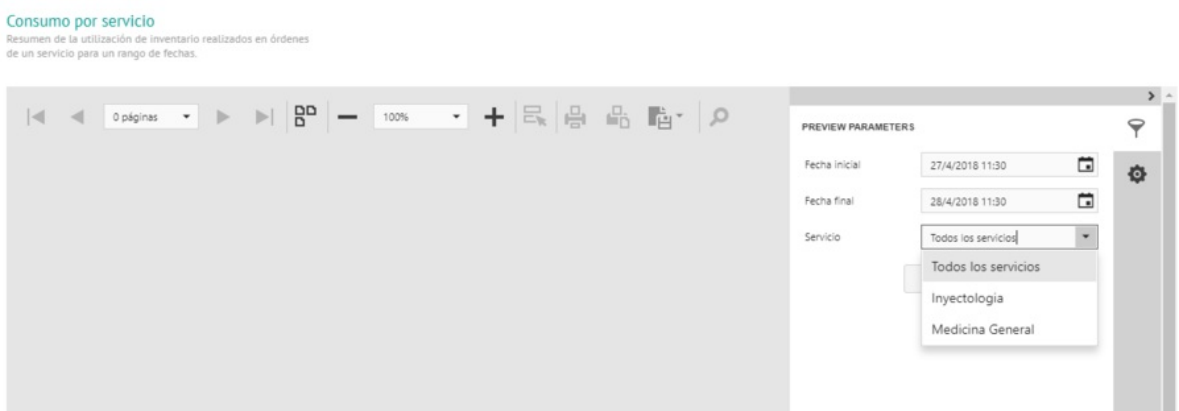 Consumo por servicio
Resumen de la utilización de inventario realizados en órdenes
de un servicio para un rango de fechas.
0 páginas
100%
PREVIEW PARAMETERS
Fecha inicial
27/4/2018 11:30
Fecha final
28/4/2018 11:30
Servicio
Todos los servicios
Todos los servicios
Inyectologia
Medicina General